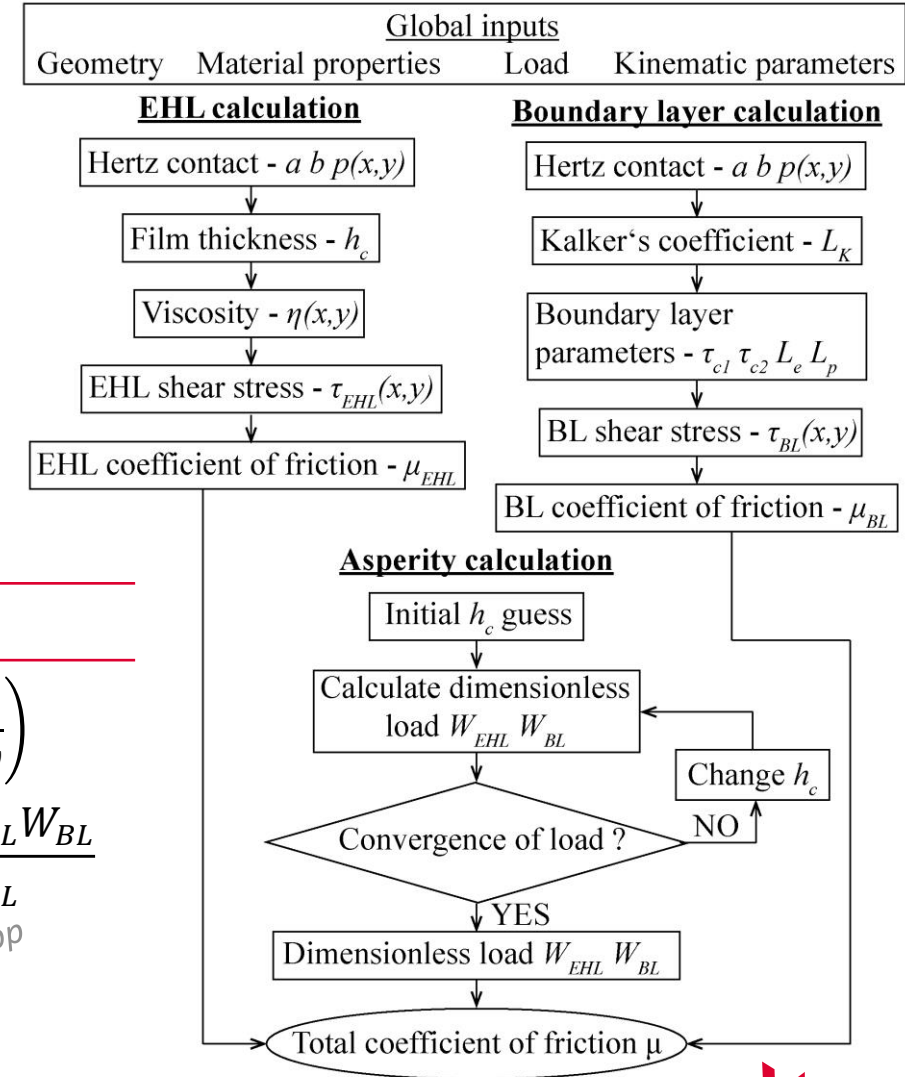 Global inputs
Geometry Material properties Load Kinematic parameters
EHL calculation
Hertz contact - a b p(x,y)
Film thickness - h_c
Viscosity - η(x,y)
EHL shear stress - τ_EHL(x,y)
EHL coefficient of friction - μ_EHL
Boundary layer calculation
Hertz contact - a b p(x,y)
Kalker‘s coefficient - L_K
Boundary layer
parameters - τ_c1 τ_c2 L_e L_p
BL shear stress - τ_BL(x,y)
BL coefficient of friction - μ_BL
Asperity calculation
Initial h_c guess
Calculate dimensionless
load W_EHL W_BL
Change h_c
Convergence of load ?
NO
YES
Dimensionless load W_EHL W_BL
Total coefficient of friction μ
)
L W_BL
L